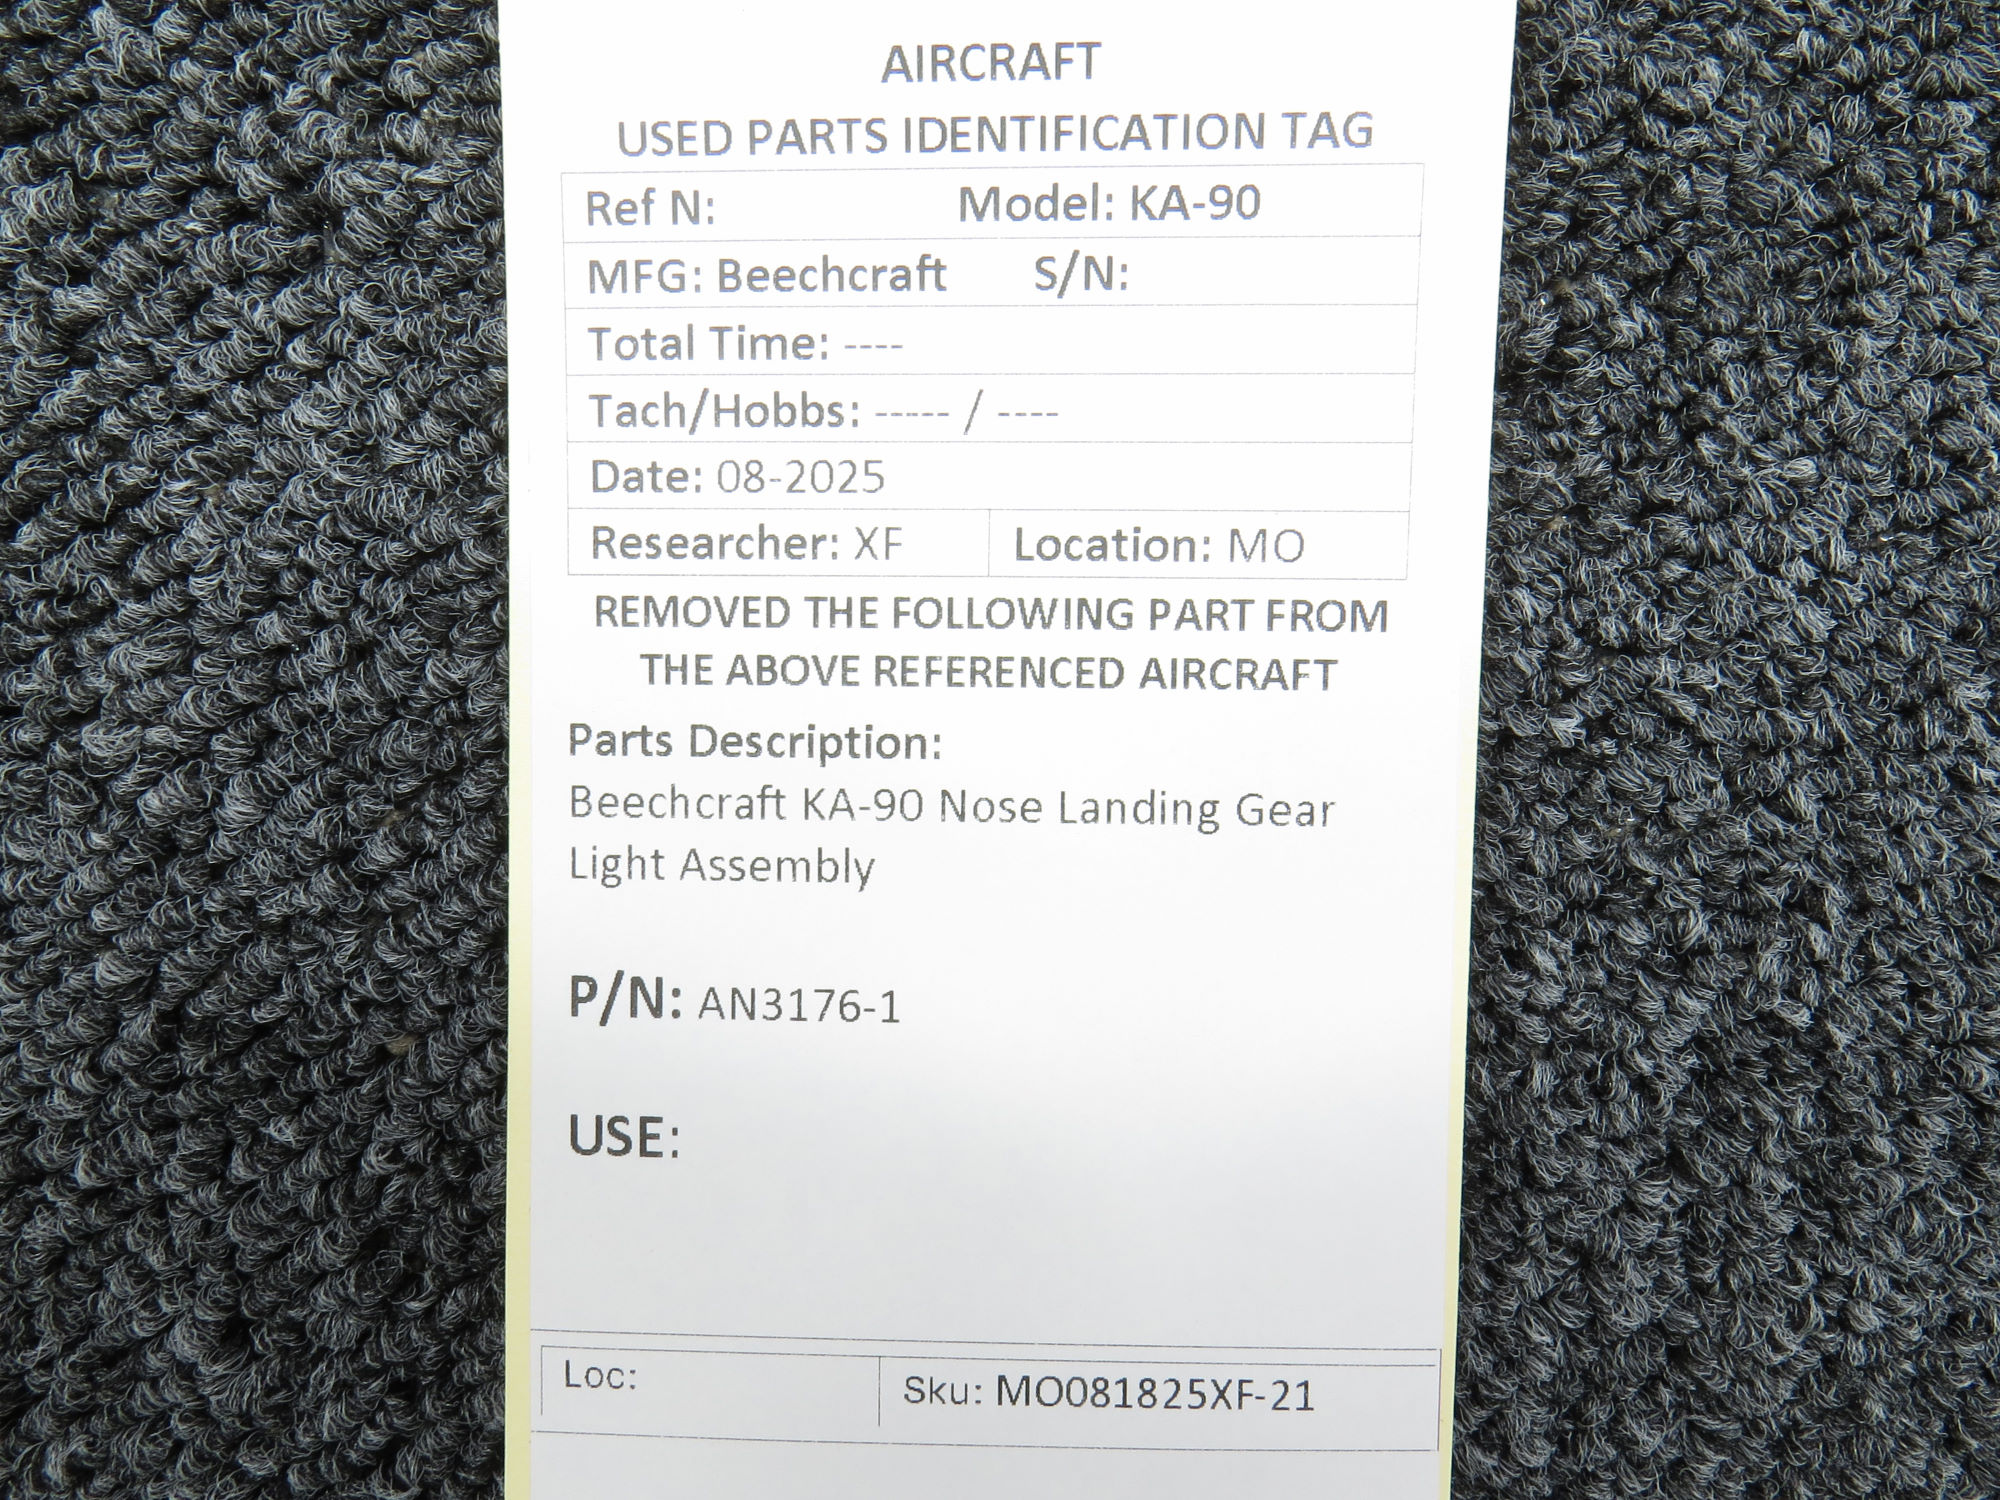 AIRCRAFT
USED PARTS IDENTIFICATION TAG
Ref N: Model: KA-90
MFG: Beechcraft S/N:
Total Time: ----
Tach/Hobbs: ----- / ----
Date: 08-2025
Researcher: XF Location: MO
REMOVED THE FOLLOWING PART FROM
THE ABOVE REFERENCED AIRCRAFT
Parts Description:
Beechcraft KA-90 Nose Landing Gear
Light Assembly
P/N: AN3176-1
USE:
Loc: Sku: MO081825XF-21